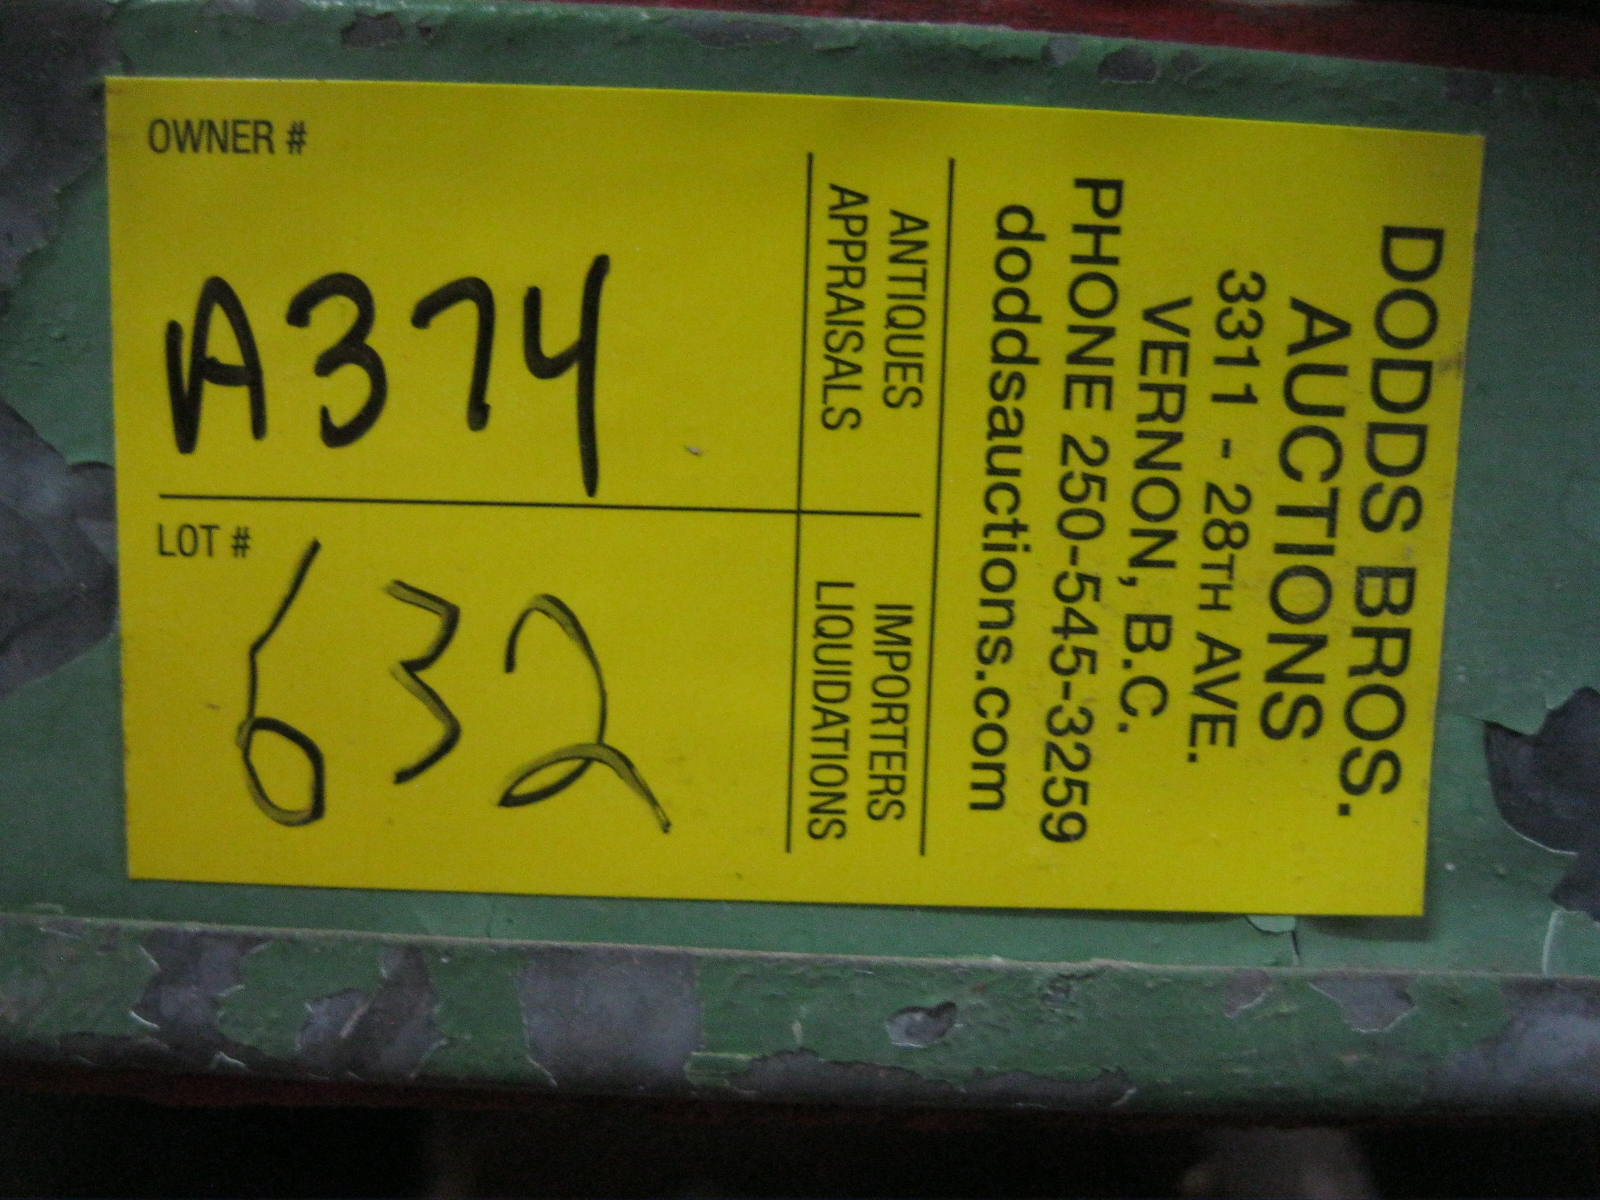 DODDS BROS.
AUCTIONS
3311 - 28TH AVE.
VERNON, B.C.
PHONE 250-545-3259
doddsauctions.com
ANTIQUES
APPRAISALS
IMPORTERS
LIQUIDATIONS
OWNER #
A374
LOT #
632